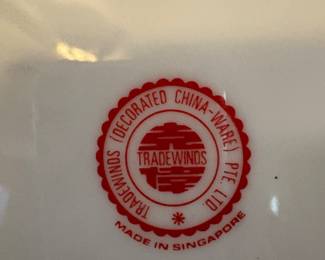 TRADEWINDS (DECORATED CHINA-WARE) PTE. LTD.
TRADEWINDS
MADE IN SINGAPORE